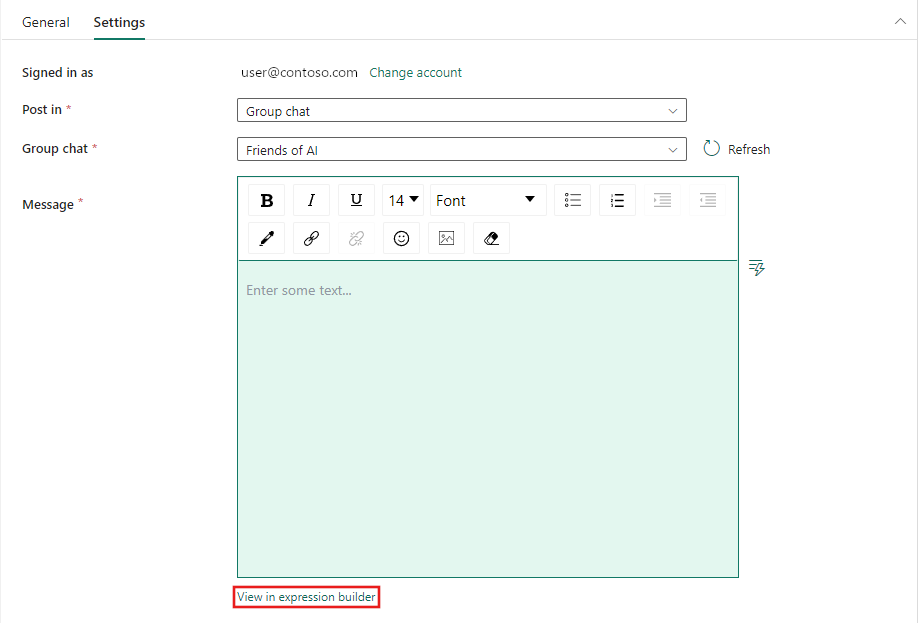 General Settings
Signed in as user@contoso.com Change account
Post in * Group chat
Group chat * Friends of AI Refresh
Message *
B I U 14 Font
Enter some text...
View in expression builder